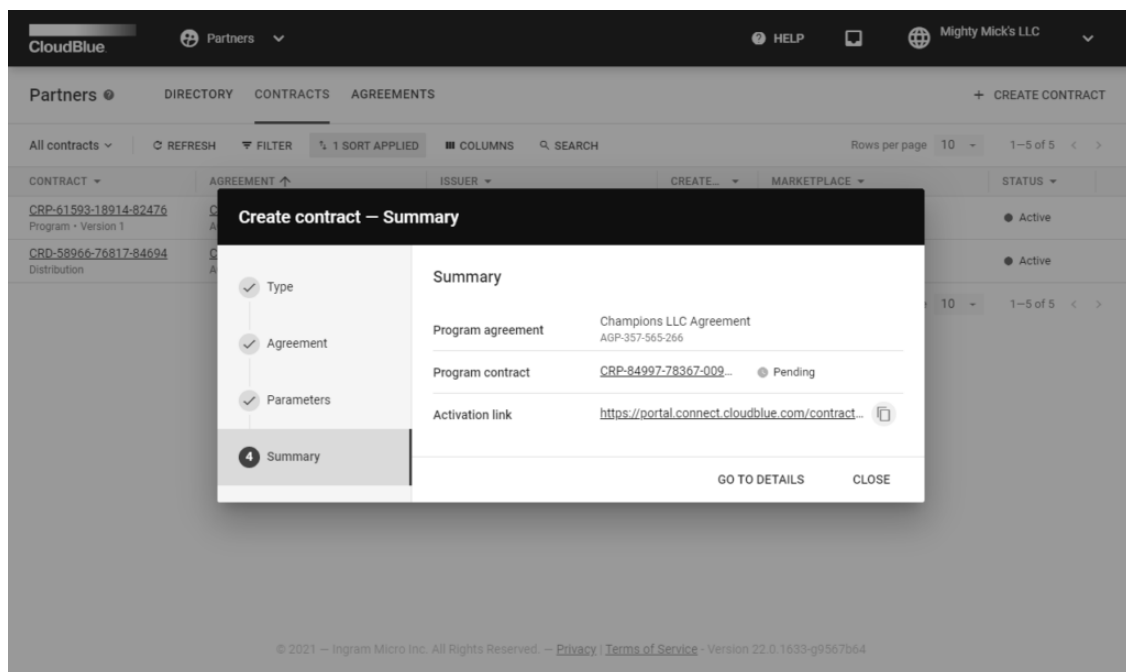 CloudBlue Partners HELP Mighty Mick's LLC
Partners DIRECTORY CONTRACTS AGREEMENTS + CREATE CONTRACT
All contracts REFRESH FILTER 1 SORT APPLIED COLUMNS SEARCH Rows per page 10 1–5 of 5
CONTRACT AGREEMENT ISSUER CREATE... MARKETPLACE STATUS
CRP-61593-18914-82476 Active
Program • Version 1
CRD-58966-76817-84694 Active
Distribution
10 1–5 of 5
Create contract — Summary
Type
Agreement
Parameters
4 Summary
Summary
Program agreement Champions LLC Agreement
AGP-357-565-266
Program contract CRP-84997-78367-009... Pending
Activation link https://portal.connect.cloudblue.com/contract...
GO TO DETAILS CLOSE
© 2021 — Ingram Micro Inc. All Rights Reserved. — Privacy | Terms of Service - Version 22.0.1633-g9567b64